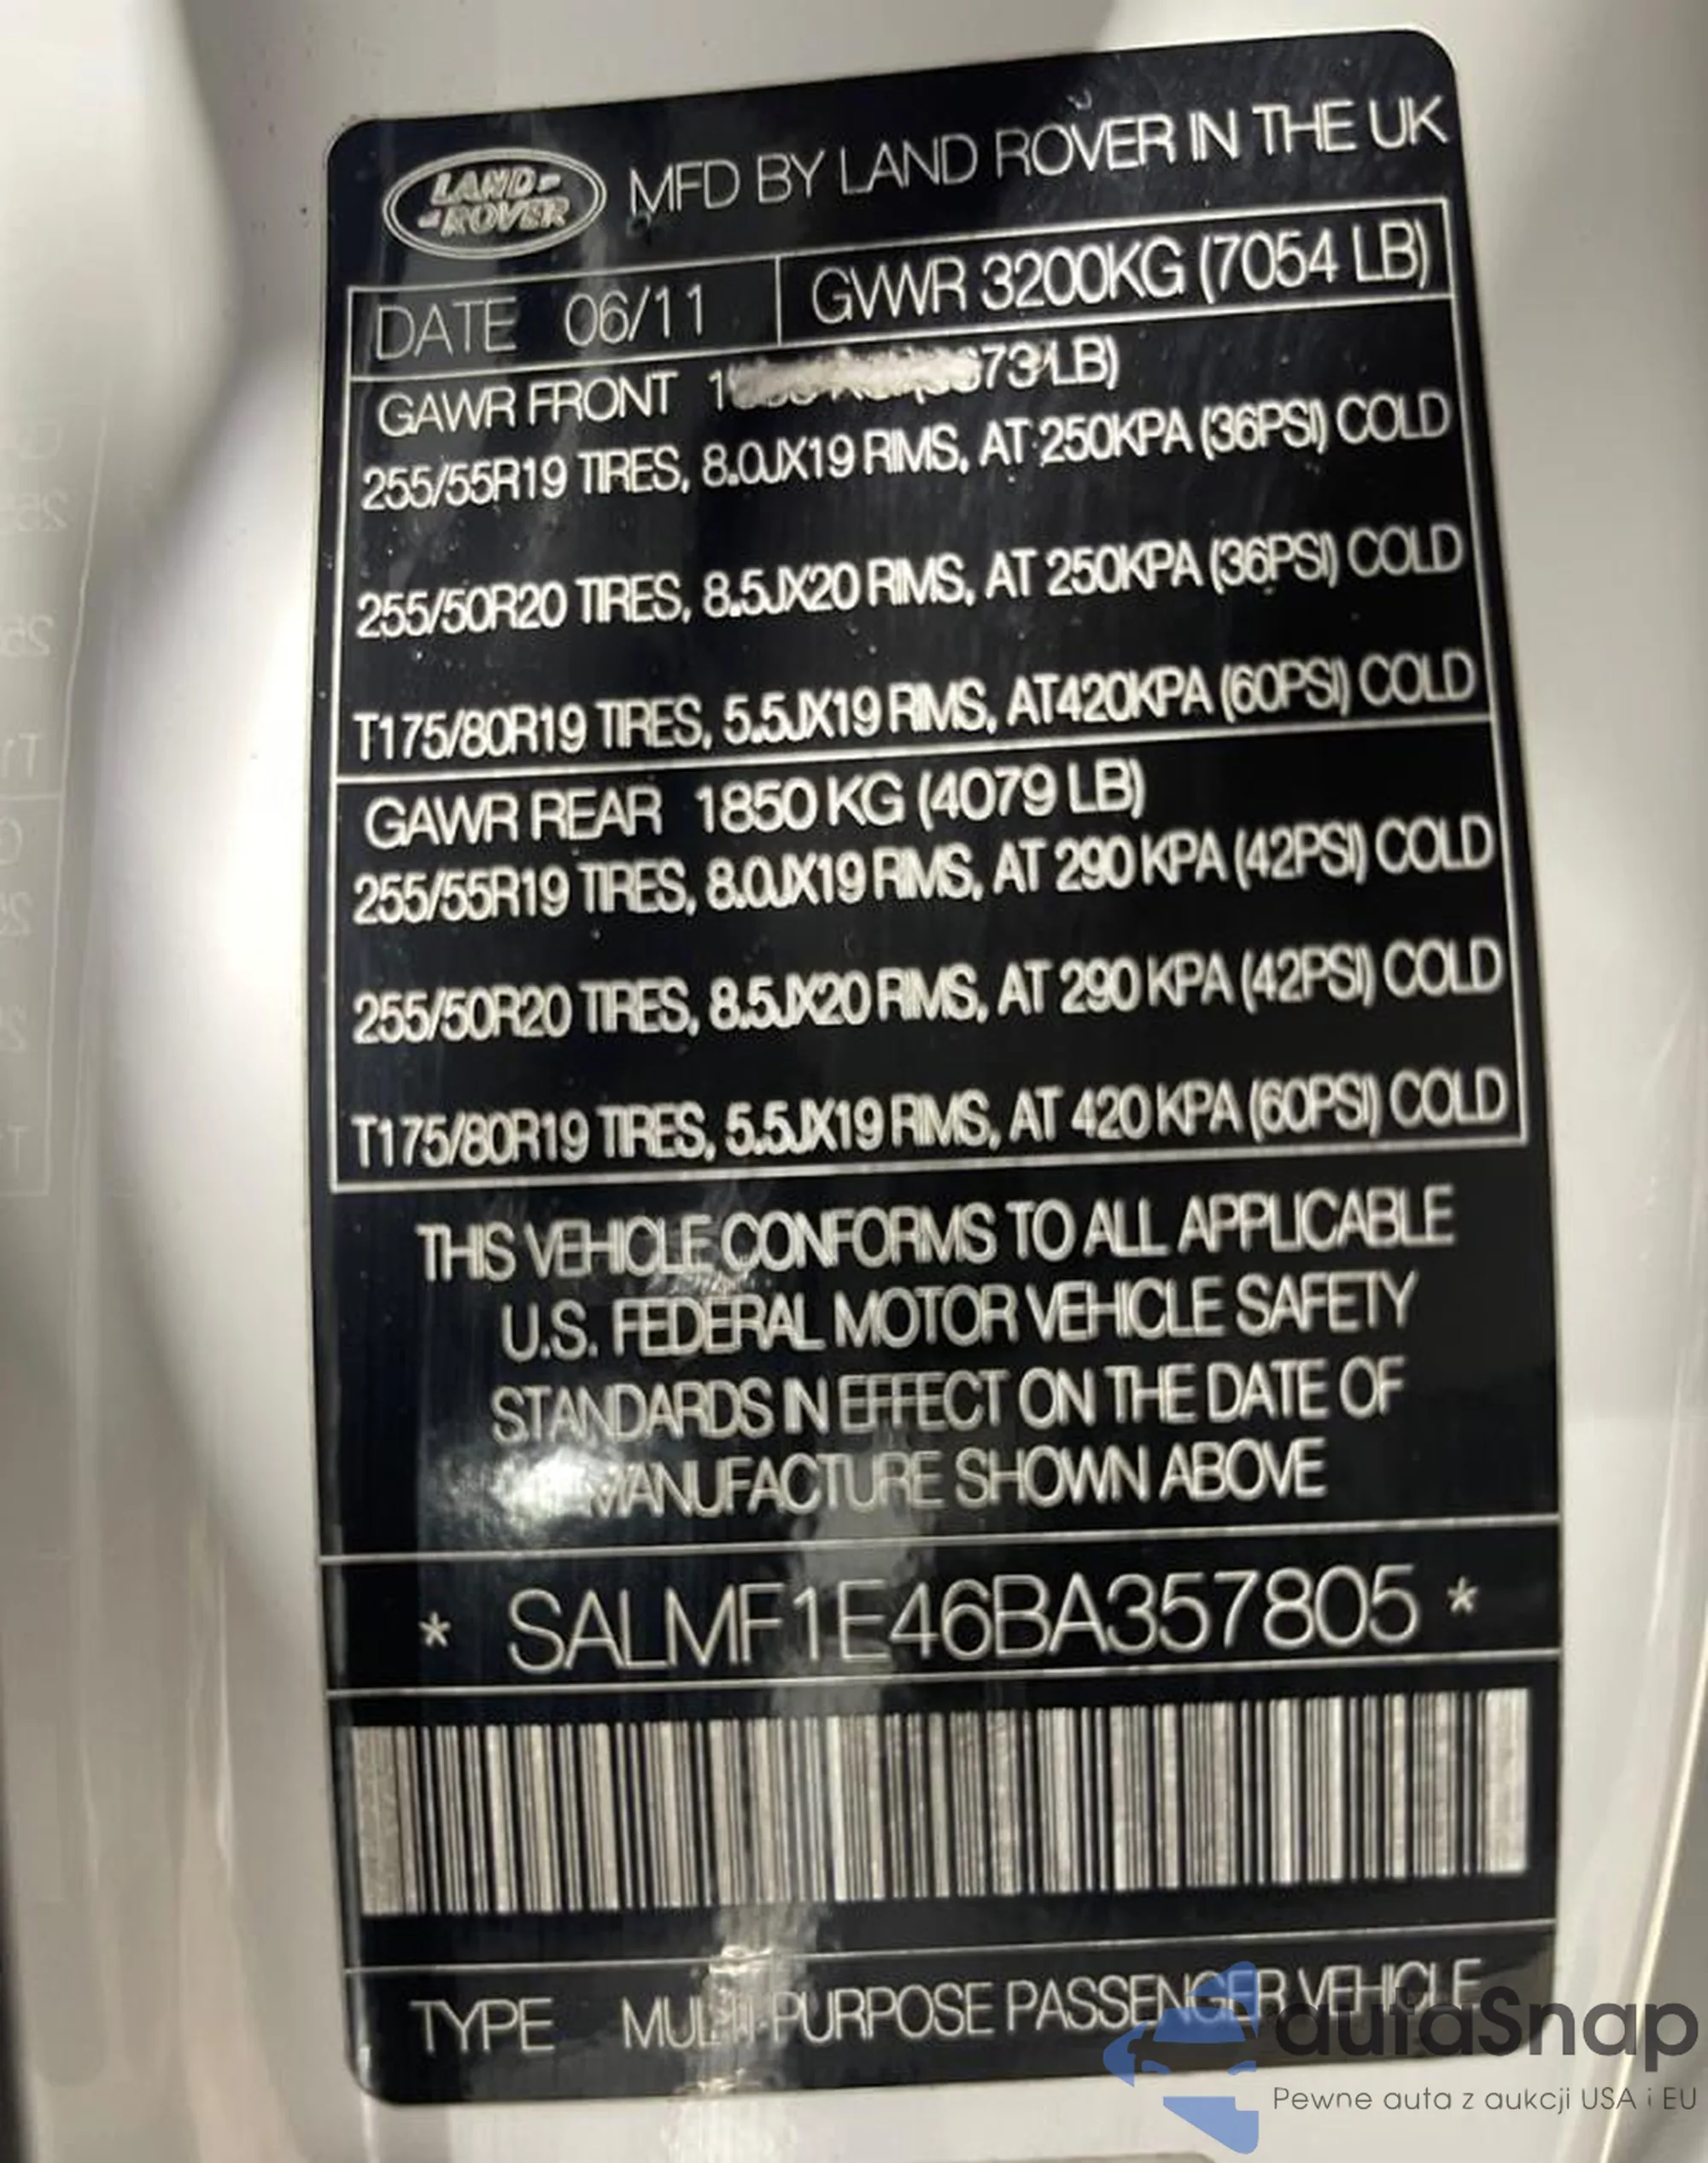 LAND-
-ROVER
MFD BY LAND ROVER IN THE UK
DATE 06/11
GVWR 3200KG (7054 LB)
GAWR FRONT LB)
255/55R19 TIRES, 8.0JX19 RIMS, AT 250KPA (36PSI) COLD
255/50R20 TIRES, 8.5JX20 RIMS, AT 250KPA (36PSI) COLD
T175/80R19 TIRES, 5.5JX19 RIMS, AT420KPA (60PSI) COLD
GAWR REAR 1850 KG (4079 LB)
255/55R19 TIRES, 8.0JX19 RIMS, AT 290 KPA (42PSI) COLD
255/50R20 TIRES, 8.5JX20 RIMS, AT 290 KPA (42PSI) COLD
T175/80R19 TIRES, 5.5JX19 RIMS, AT 420 KPA (60PSI) COLD
THIS VEHICLE CONFORMS TO ALL APPLICABLE
U.S. FEDERAL MOTOR VEHICLE SAFETY
STANDARDS IN EFFECT ON THE DATE OF
MANUFACTURE SHOWN ABOVE
* SALMF1E46BA357805 *
TYPE MULTI PURPOSE PASSENGER VEHICLE
autaSnap
Pewne auta z aukcji USA i EU